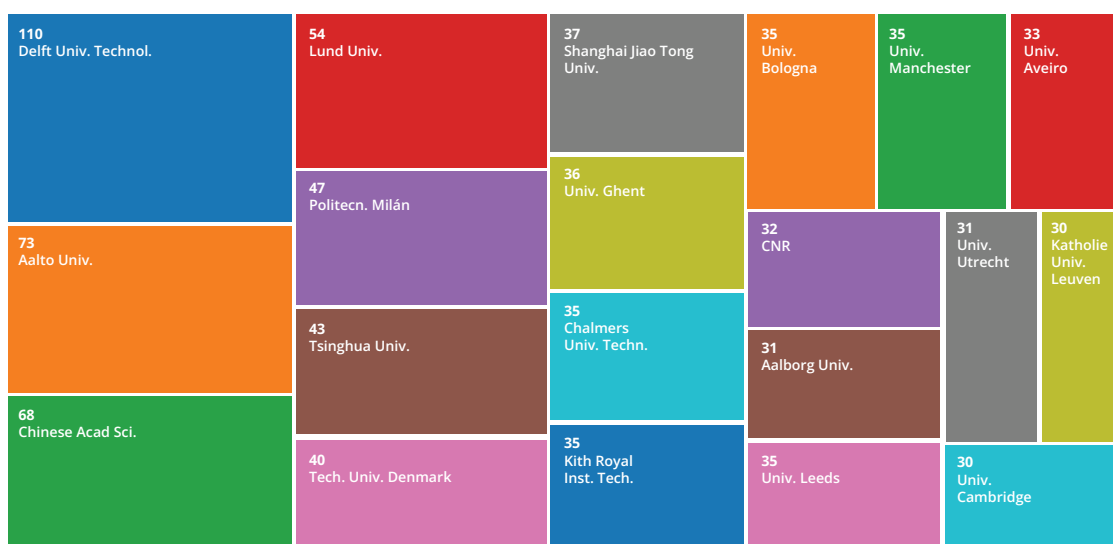 110
Delft Univ. Technol.
73
Aalto Univ.
68
Chinese Acad Sci.
54
Lund Univ.
47
Politecn. Milán
43
Tsinghua Univ.
40
Tech. Univ. Denmark
37
Shanghai Jiao Tong
Univ.
36
Univ. Ghent
35
Chalmers
Univ. Techn.
35
Kith Royal
Inst. Tech.
35
Univ.
Bologna
35
Univ.
Manchester
33
Univ.
Aveiro
32
CNR
31
Aalborg Univ.
35
Univ. Leeds
31
Univ.
Utrecht
30
Katholie
Univ.
Leuven
30
Univ.
Cambridge